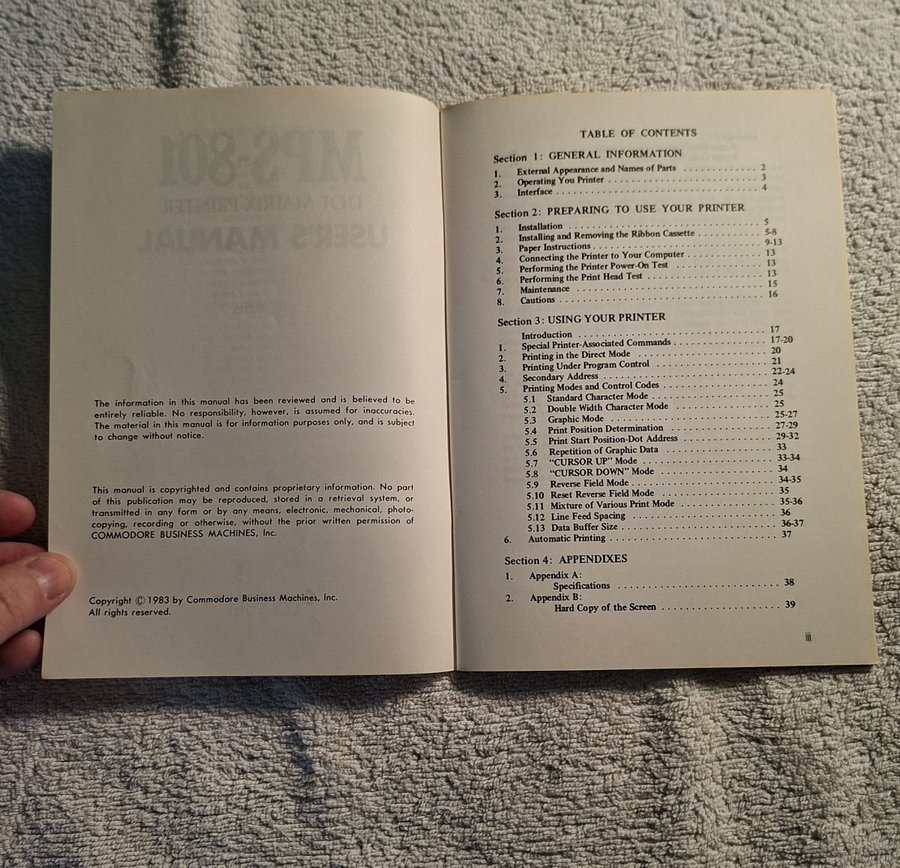 MPS-801
DOT MATRIX PRINTER
USER'S MANUAL
The information in this manual has been reviewed and is believed to be
entirely reliable. No responsibility, however, is assumed for inaccuracies.
The material in this manual is for information purposes only, and is subject
to change without notice.
This manual is copyrighted and contains proprietary information. No part
of this publication may be reproduced, stored in a retrieval system, or
transmitted in any form or by any means, electronic, mechanical, photo-
copying, recording or otherwise, without the prior written permission of
COMMODORE BUSINESS MACHINES, Inc.
Copyright © 1983 by Commodore Business Machines, Inc.
All rights reserved.
TABLE OF CONTENTS
Section 1: GENERAL INFORMATION
1. External Appearance and Names of Parts 2
2. Operating You Printer 3
3. Interface 4
Section 2: PREPARING TO USE YOUR PRINTER
1. Installation 5
2. Installing and Removing the Ribbon Cassette 5-8
3. Paper Instructions 9-13
4. Connecting the Printer to Your Computer 13
5. Performing the Printer Power-On Test 13
6. Performing the Print Head Test 13
7. Maintenance 15
8. Cautions 16
Section 3: USING YOUR PRINTER
Introduction 17
1. Special Printer-Associated Commands 17-20
2. Printing in the Direct Mode 20
3. Printing Under Program Control 21
4. Secondary Address 22-24
5. Printing Modes and Control Codes 24
5.1 Standard Character Mode 25
5.2 Double Width Character Mode 25
5.3 Graphic Mode 25-27
5.4 Print Position Determination 27-29
5.5 Print Start Position-Dot Address 29-32
5.6 Repetition of Graphic Data 33
5.7 "CURSOR UP" Mode 33-34
5.8 "CURSOR DOWN" Mode 34
5.9 Reverse Field Mode 34-35
5.10 Reset Reverse Field Mode 35
5.11 Mixture of Various Print Mode 35-36
5.12 Line Feed Spacing 36
5.13 Data Buffer Size 36-37
6. Automatic Printing 37
Section 4: APPENDIXES
1. Appendix A:
Specifications 38
2. Appendix B:
Hard Copy of the Screen 39
iii